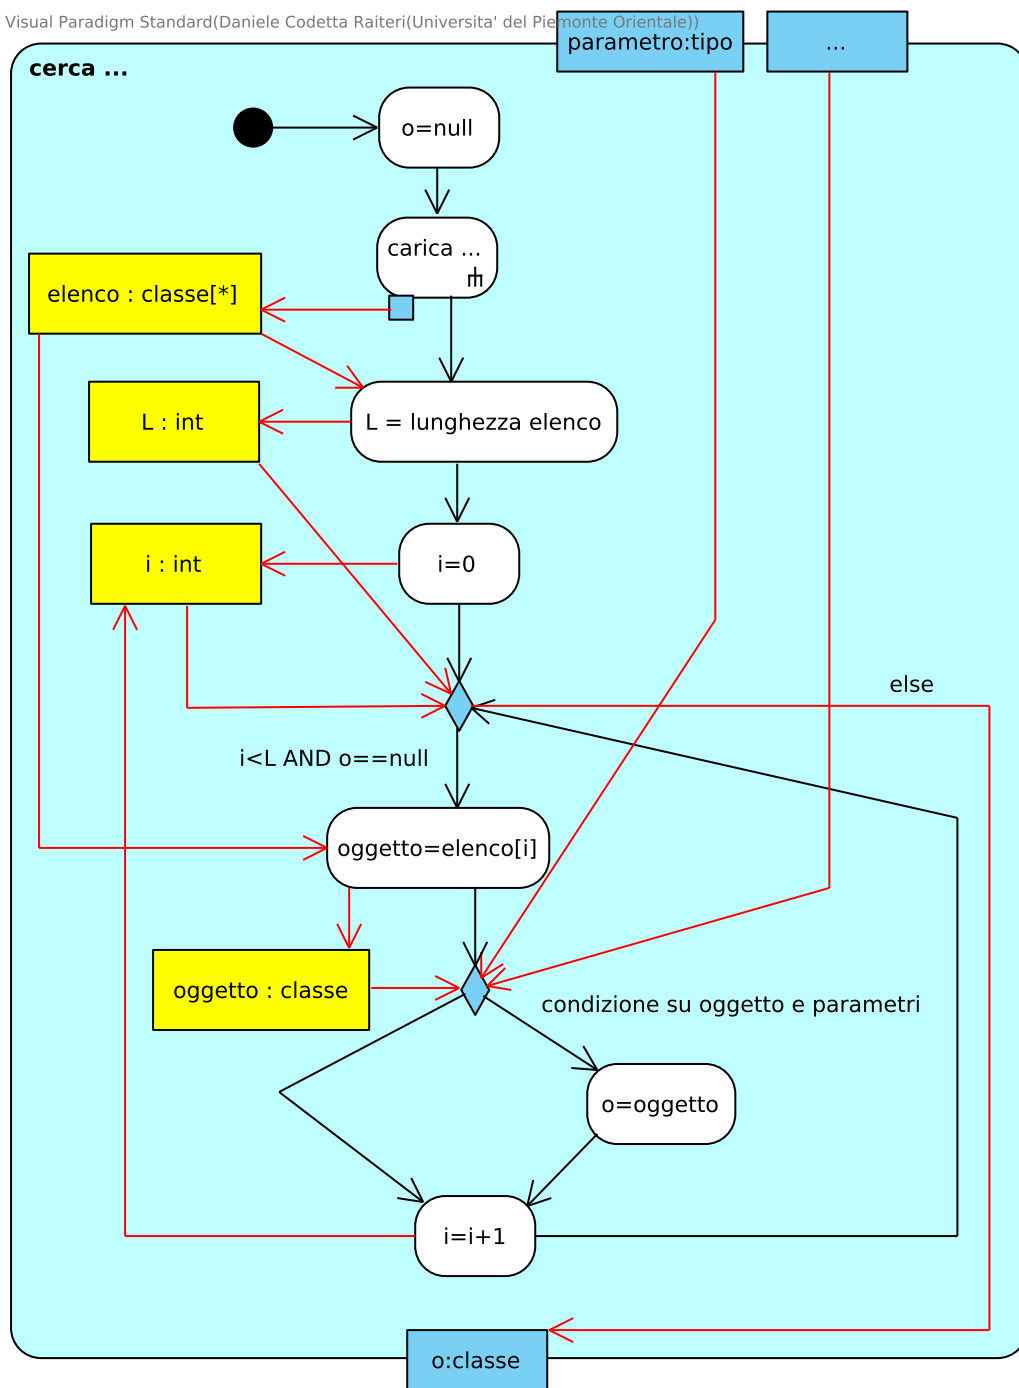 Visual Paradigm Standard(Daniele Codetta Raiteri(Universita' del Piemonte Orientale))
parametro:tipo
...
cerca ...
o=null
carica ...
elenco : classe[*]
L : int
L = lunghezza elenco
i : int
i=0
else
i<L AND o==null
oggetto=elenco[i]
oggetto : classe
condizione su oggetto e parametri
o=oggetto
i=i+1
o:classe